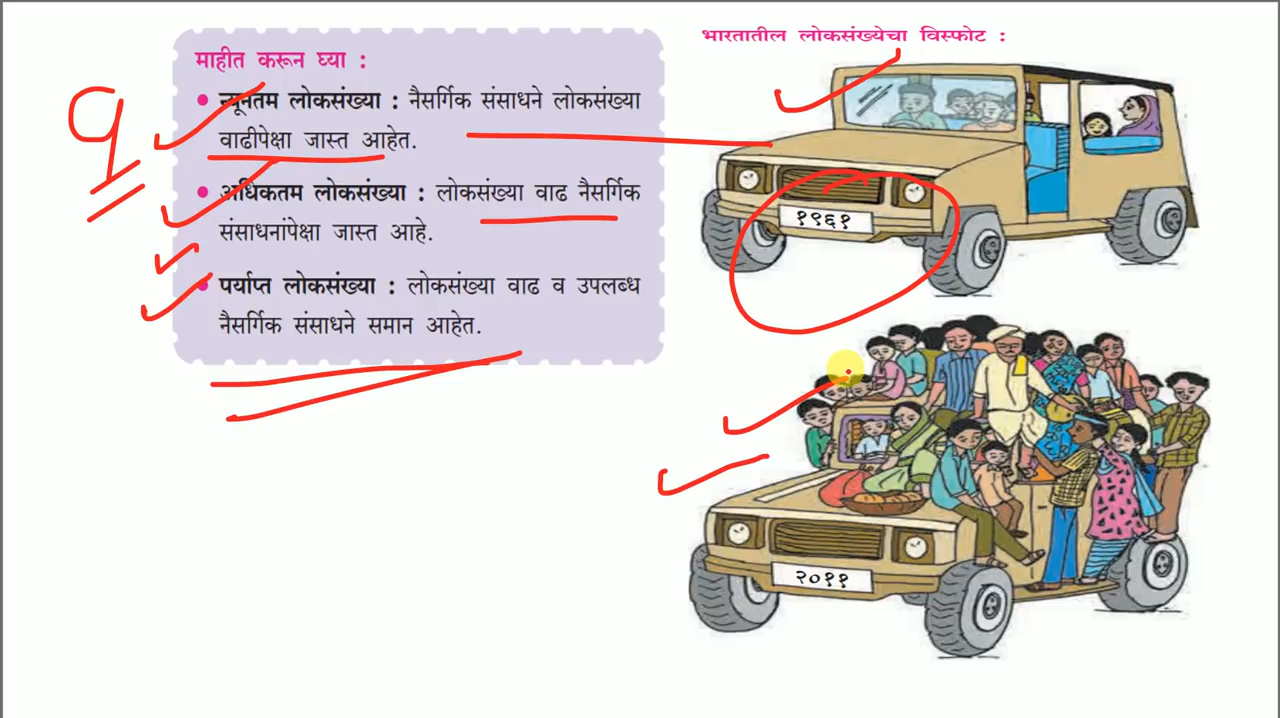 माहीत करून घ्या :
• न्यूनतम लोकसंख्या : नैसर्गिक संसाधने लोकसंख्या
वाढीपेक्षा जास्त आहेत.
• अधिकतम लोकसंख्या : लोकसंख्या वाढ नैसर्गिक
संसाधनांपेक्षा जास्त आहे.
• पर्याप्त लोकसंख्या : लोकसंख्या वाढ व उपलब्ध
नैसर्गिक संसाधने समान आहेत.
भारतातील लोकसंख्येचा विस्फोट :
१९६१
२०११